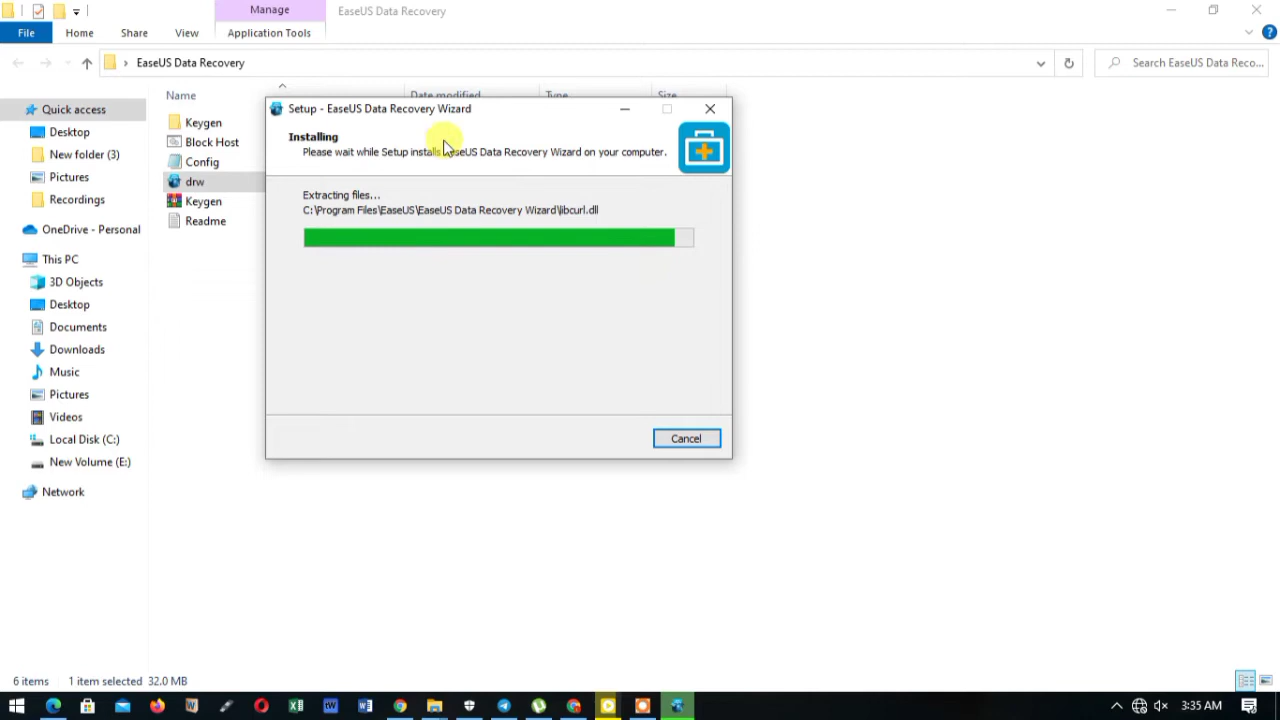 Manage
EaseUS Data Recovery
File
Home
Share
View
Application Tools
EaseUS Data Recovery
Search EaseUS Data Reco...
Name
Date modified
Type
Size
Quick access
Desktop
New folder (3)
Pictures
Recordings
OneDrive - Personal
This PC
3D Objects
Desktop
Documents
Downloads
Music
Pictures
Videos
Local Disk (C:)
New Volume (E:)
Network
Keygen
Block Host
Config
drw
Keygen
Readme
Setup - EaseUS Data Recovery Wizard
Installing
Please wait while Setup installs EaseUS Data Recovery Wizard on your computer.
Extracting files...
C:\Program Files\EaseUS\EaseUS Data Recovery Wizard\libcurl.dll
Cancel
6 items
1 item selected 32.0 MB
3:35 AM